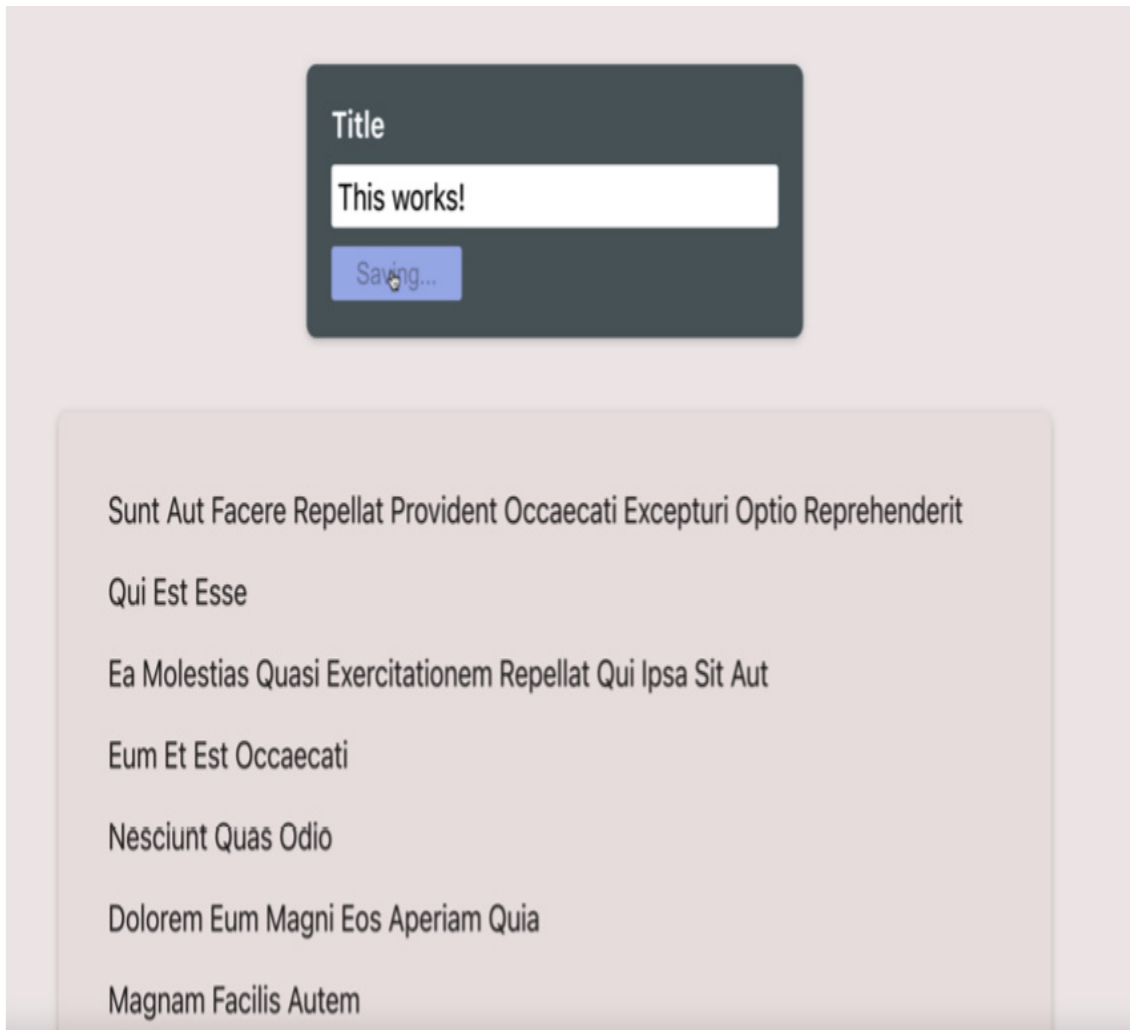 Title
This works!
Saving...
Sunt Aut Facere Repellat Provident Occaecati Excepturi Optio Reprehenderit
Qui Est Esse
Ea Molestias Quasi Exercitationem Repellat Qui Ipsa Sit Aut
Eum Et Est Occaecati
Nesciunt Quas Odio
Dolorem Eum Magni Eos Aperiam Quia
Magnam Facilis Autem